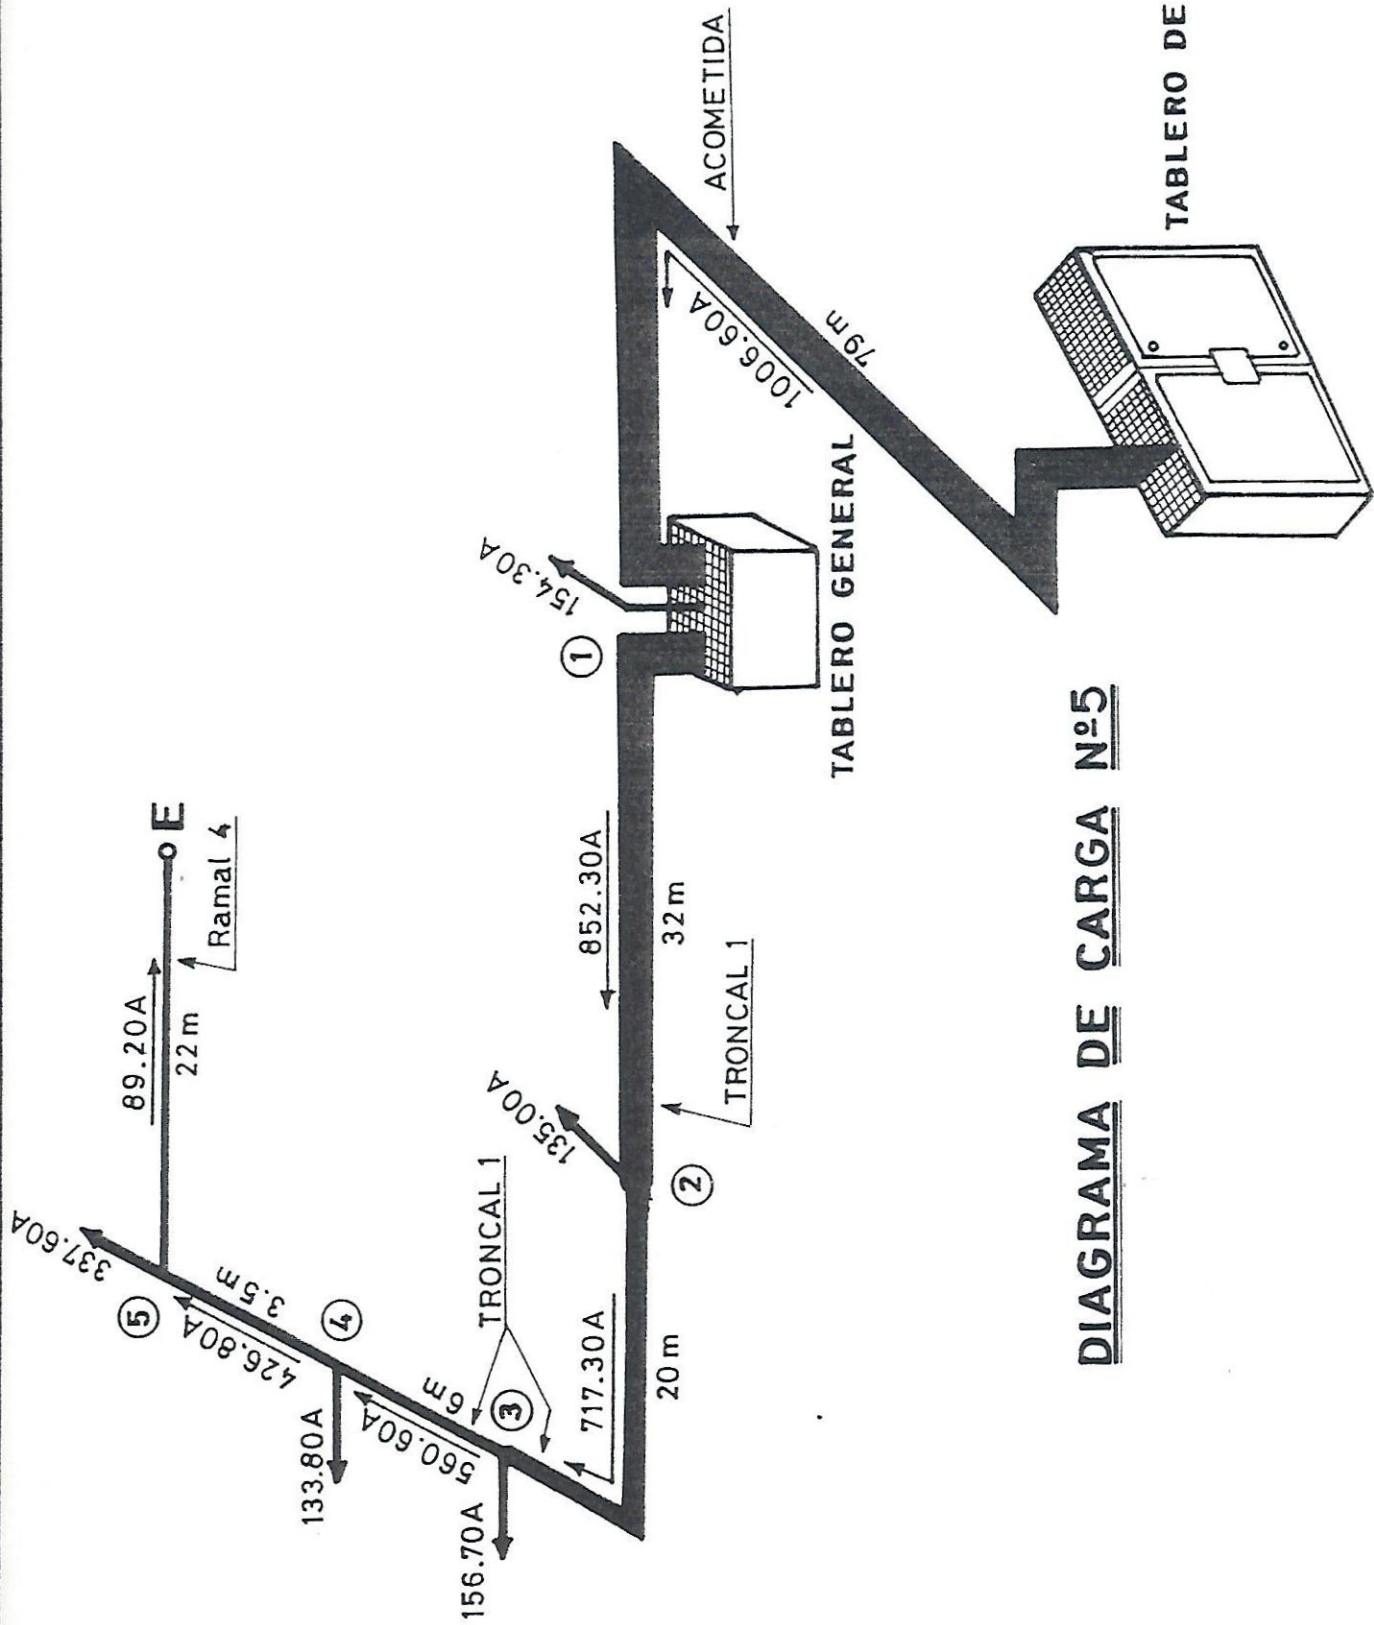 337.60A
5
426.80A
3.5 m
4
89.20A
22 m
E
Ramal 4
133.80A
560.60A
6 m
3
156.70A
TRONCAL 1
717.30A
20 m
135.00A
2
852.30A
32 m
TRONCAL 1
1
154.30A
TABLERO GENERAL
1006.60A
79 m
ACOMETIDA
TABLERO DE
DIAGRAMA DE CARGA Nº5